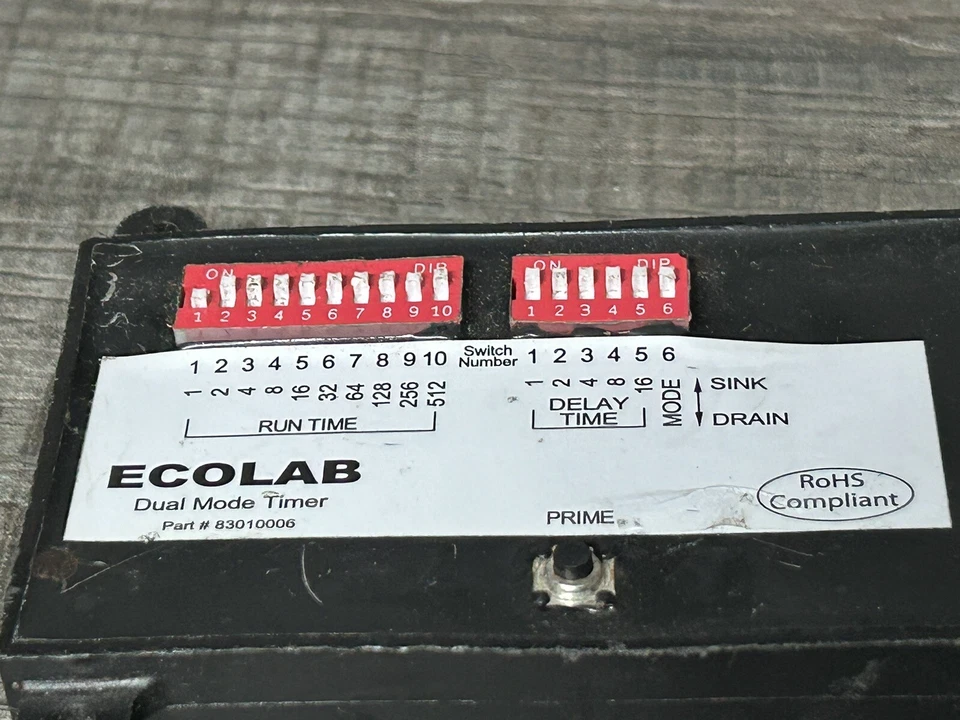 ON DIP ON DIP
1 2 3 4 5 6 7 8 9 10 1 2 3 4 5 6
1 2 3 4 5 6 7 8 9 10 Switch Number 1 2 3 4 5 6
1 2 4 8 16 32 64 128 256 512 1 2 4 8 16 MODE SINK
RUN TIME DELAY TIME DRAIN
ECOLAB
Dual Mode Timer
Part # 83010006
RoHS
Compliant
PRIME